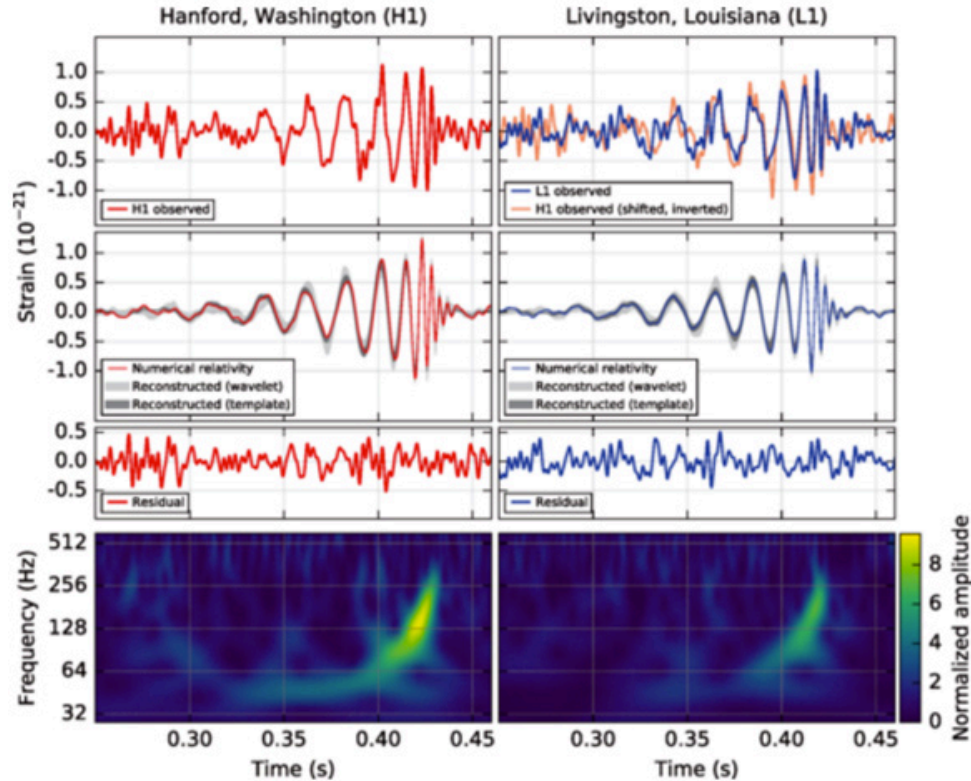 Hanford, Washington (H1)
Livingston, Louisiana (L1)
Strain (10⁻²¹)
1.0
0.5
0.0
-0.5
-1.0
H1 observed
L1 observed
H1 observed (shifted, inverted)
1.0
0.5
0.0
-0.5
-1.0
Numerical relativity
Reconstructed (wavelet)
Reconstructed (template)
Numerical relativity
Reconstructed (wavelet)
Reconstructed (template)
0.5
0.0
-0.5
Residual
Residual
Frequency (Hz)
512
256
128
64
32
8
6
4
2
0
Normalized amplitude
0.30
0.35
0.40
0.45
0.30
0.35
0.40
0.45
Time (s)
Time (s)